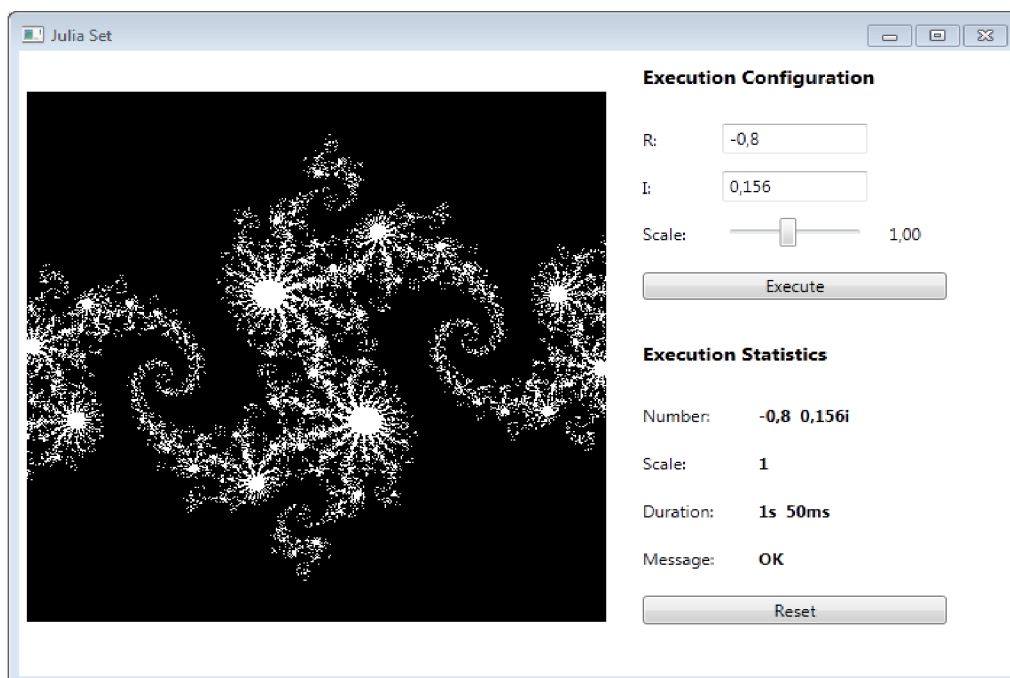 Julia Set
Execution Configuration
R: -0,8
I: 0,156
Scale: 1,00
Execute
Execution Statistics
Number: -0,8 0,156i
Scale: 1
Duration: 1s 50ms
Message: OK
Reset